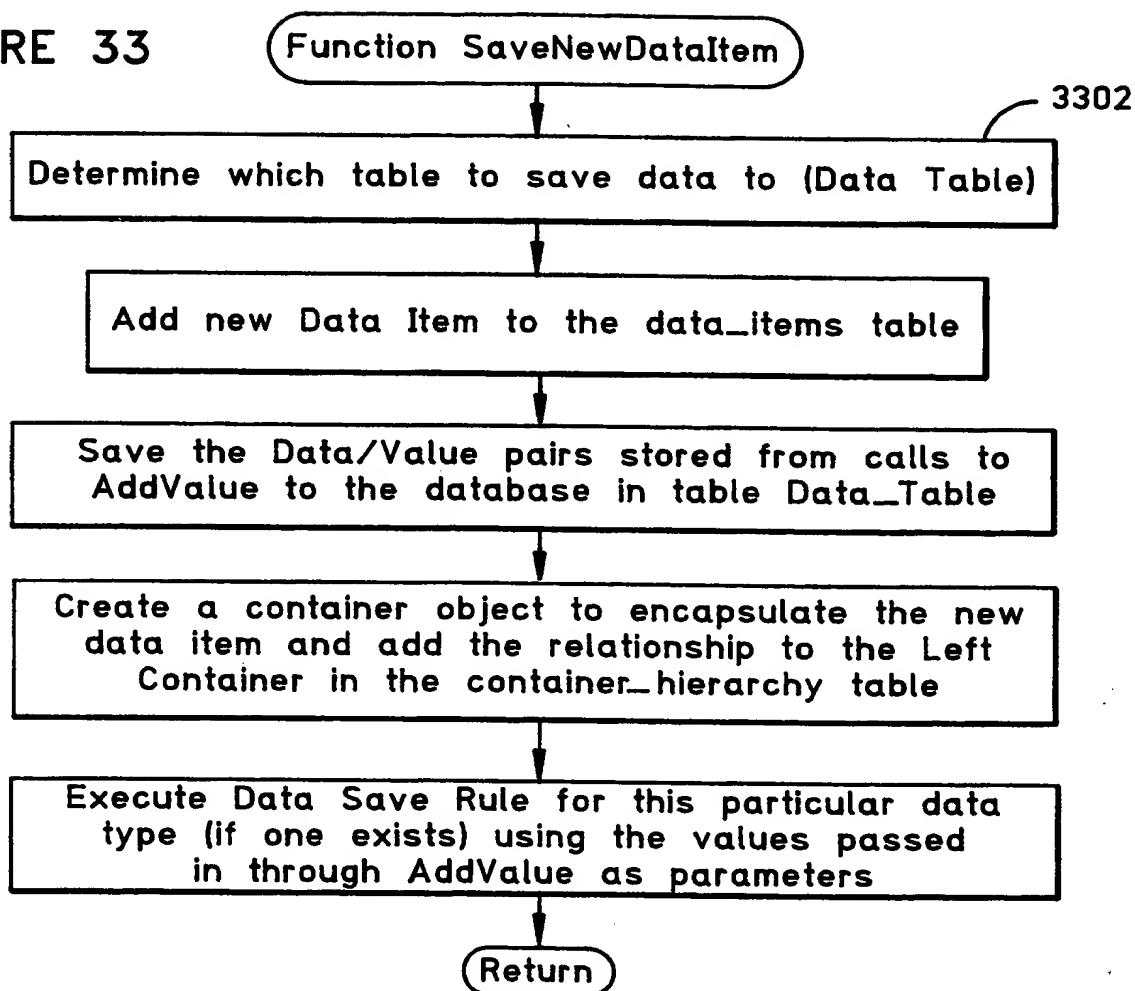 RE 33
Function SaveNewDataItem
3302
Determine which table to save data to (Data Table)
Add new Data Item to the data_items table
Save the Data/Value pairs stored from calls to
AddValue to the database in table Data_Table
Create a container object to encapsulate the new
data item and add the relationship to the Left
Container in the container_hierarchy table
Execute Data Save Rule for this particular data
type (if one exists) using the values passed
in through AddValue as parameters
Return